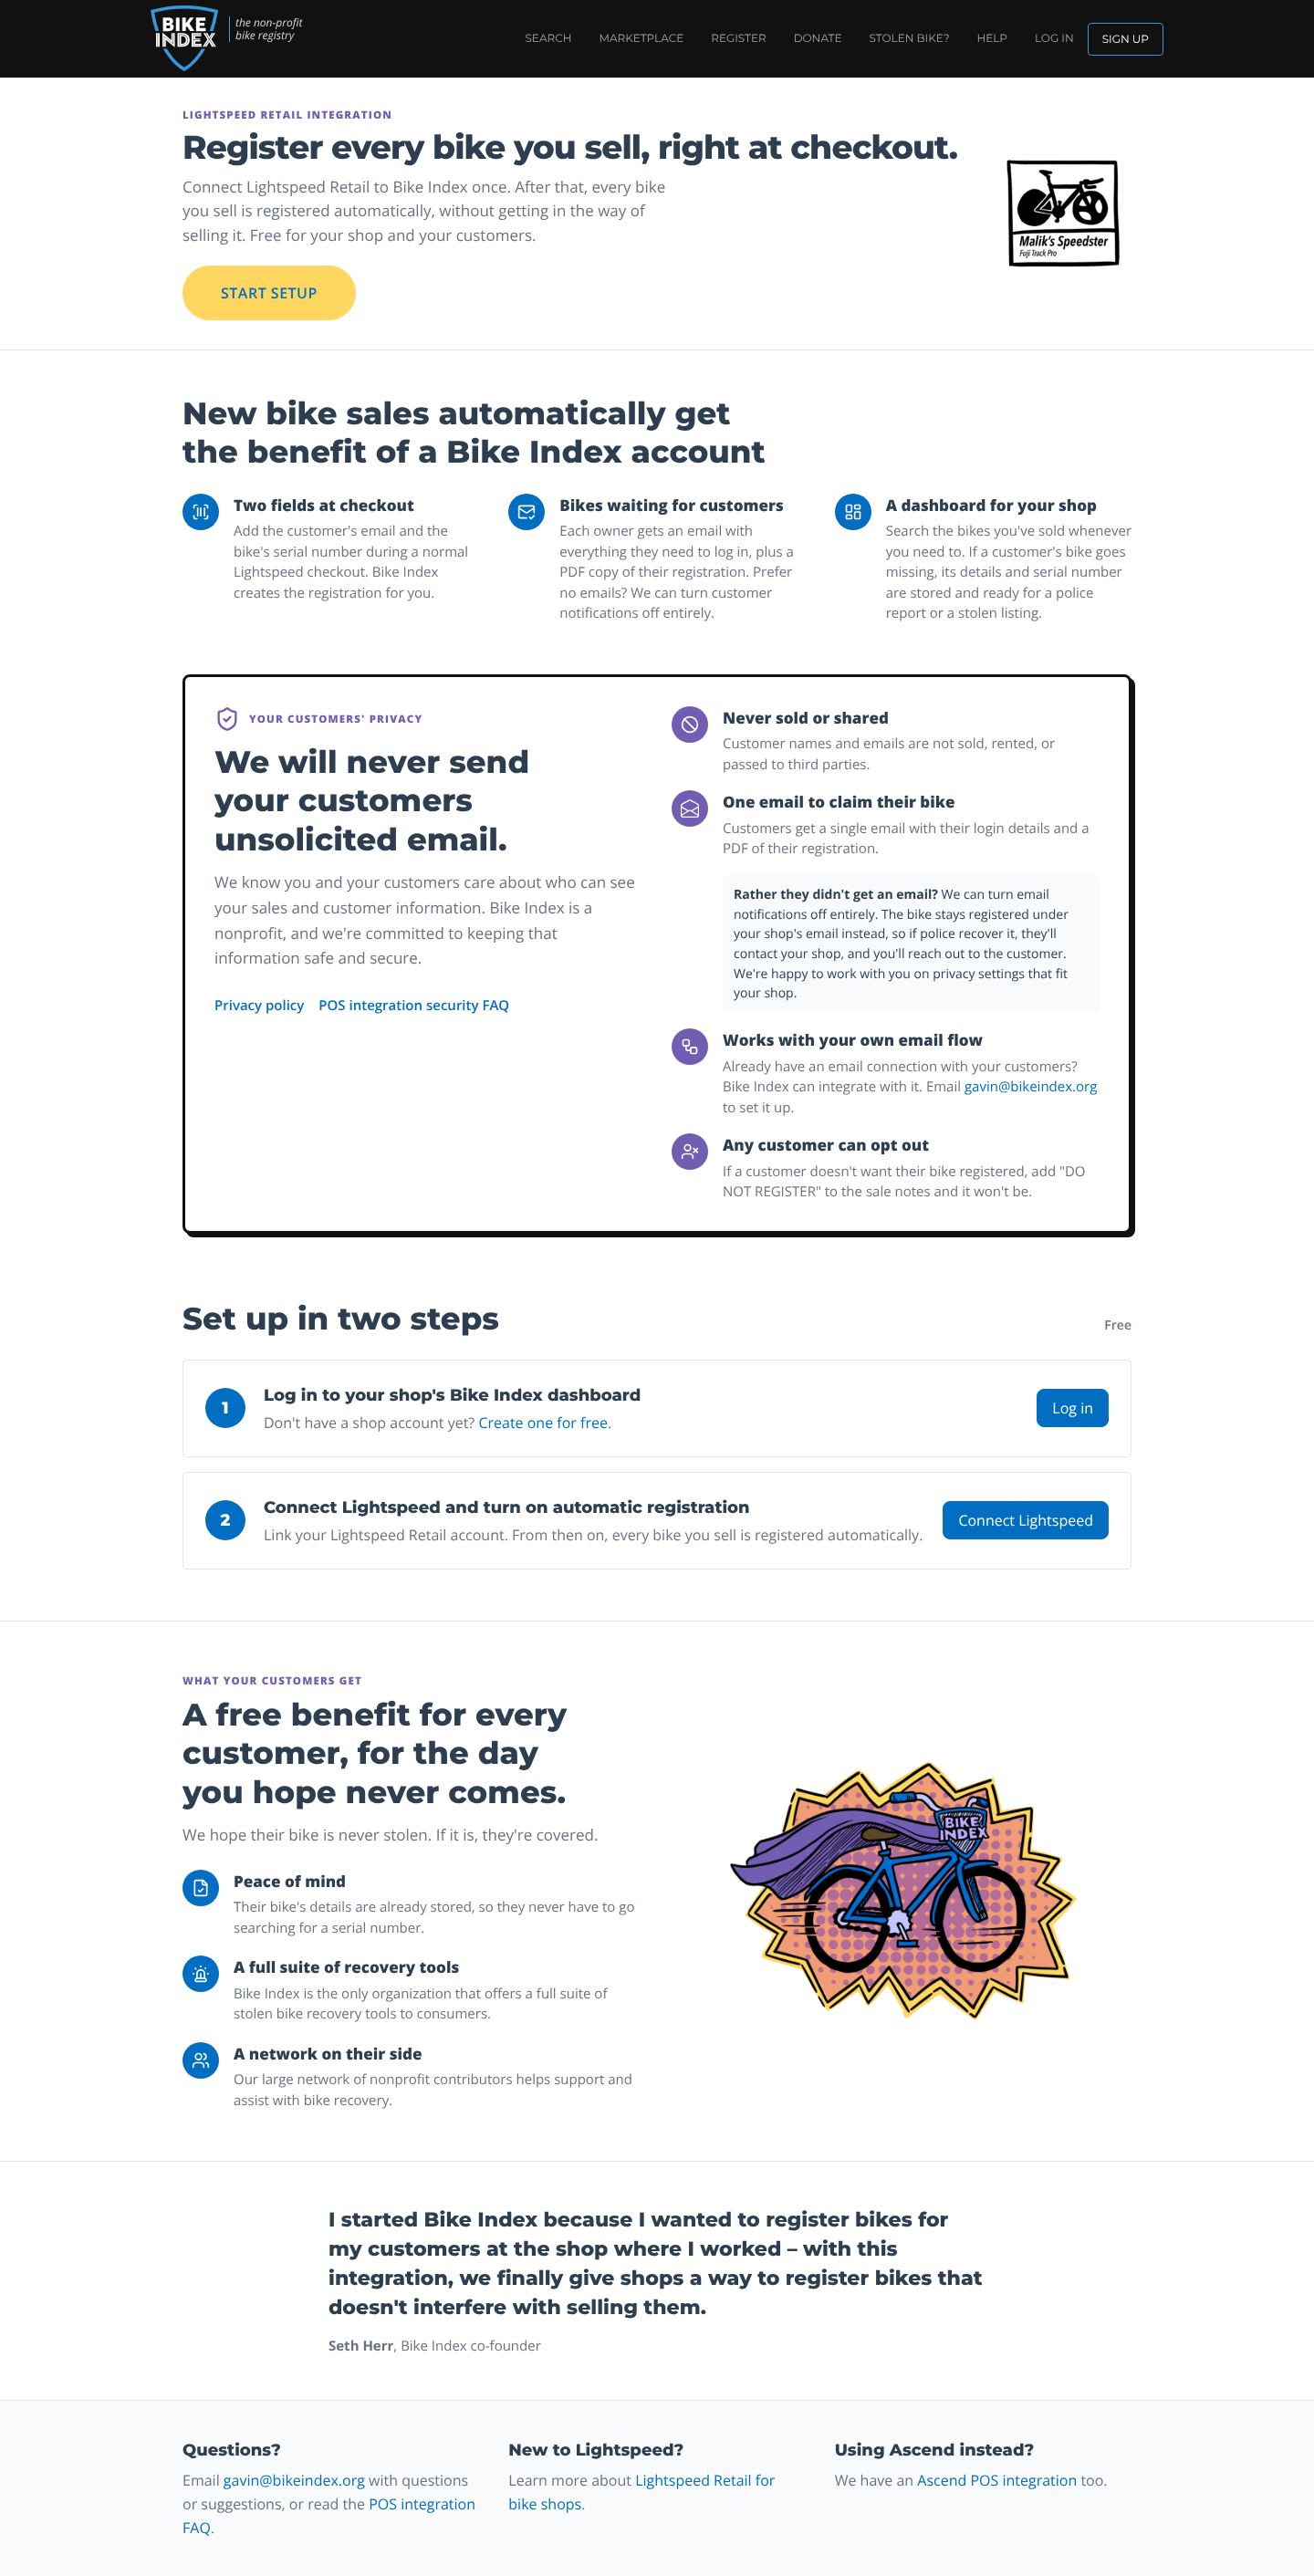 BIKE
INDEX
the non-profit
bike registry
SEARCH
MARKETPLACE
REGISTER
DONATE
STOLEN BIKE?
HELP
LOG IN
SIGN UP
LIGHTSPEED RETAIL INTEGRATION
Register every bike you sell, right at checkout.
Connect Lightspeed Retail to Bike Index once. After that, every bike
you sell is registered automatically, without getting in the way of
selling it. Free for your shop and your customers.
START SETUP
Malik's Speedster
Fuji Track Pro
New bike sales automatically get
the benefit of a Bike Index account
Two fields at checkout
Add the customer's email and the
bike's serial number during a normal
Lightspeed checkout. Bike Index
creates the registration for you.
Bikes waiting for customers
Each owner gets an email with
everything they need to log in, plus a
PDF copy of their registration. Prefer
no emails? We can turn customer
notifications off entirely.
A dashboard for your shop
Search the bikes you've sold whenever
you need to. If a customer's bike goes
missing, its details and serial number
are stored and ready for a police
report or a stolen listing.
YOUR CUSTOMERS' PRIVACY
We will never send
your customers
unsolicited email.
We know you and your customers care about who can see
your sales and customer information. Bike Index is a
nonprofit, and we're committed to keeping that
information safe and secure.
Privacy policy
POS integration security FAQ
Never sold or shared
Customer names and emails are not sold, rented, or
passed to third parties.
One email to claim their bike
Customers get a single email with their login details and a
PDF of their registration.
Rather they didn't get an email? We can turn email
notifications off entirely. The bike stays registered under
your shop's email instead, so if police recover it, they'll
contact your shop, and you'll reach out to the customer.
We're happy to work with you on privacy settings that fit
your shop.
Works with your own email flow
Already have an email connection with your customers?
Bike Index can integrate with it. Email gavin@bikeindex.org
to set it up.
Any customer can opt out
If a customer doesn't want their bike registered, add "DO
NOT REGISTER" to the sale notes and it won't be.
Set up in two steps
Free
1
Log in to your shop's Bike Index dashboard
Don't have a shop account yet? Create one for free.
Log in
2
Connect Lightspeed and turn on automatic registration
Link your Lightspeed Retail account. From then on, every bike you sell is registered automatically.
Connect Lightspeed
WHAT YOUR CUSTOMERS GET
A free benefit for every
customer, for the day
you hope never comes.
We hope their bike is never stolen. If it is, they're covered.
Peace of mind
Their bike's details are already stored, so they never have to go
searching for a serial number.
A full suite of recovery tools
Bike Index is the only organization that offers a full suite of
stolen bike recovery tools to consumers.
A network on their side
Our large network of nonprofit contributors helps support and
assist with bike recovery.
BIKE
INDEX
I started Bike Index because I wanted to register bikes for
my customers at the shop where I worked – with this
integration, we finally give shops a way to register bikes that
doesn't interfere with selling them.
Seth Herr, Bike Index co-founder
Questions?
Email gavin@bikeindex.org with questions
or suggestions, or read the POS integration
FAQ.
New to Lightspeed?
Learn more about Lightspeed Retail for
bike shops.
Using Ascend instead?
We have an Ascend POS integration too.